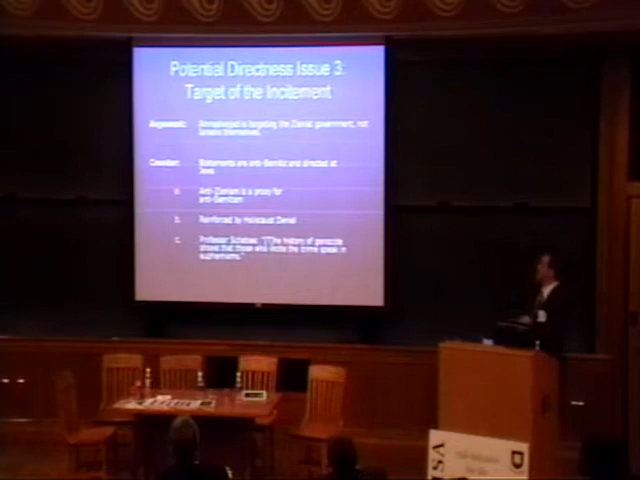 Potential Directness Issue 3:
Target of the Incitement
Argument: Ahmadinejad is targeting the Zionist government, not
Israelis themselves.
Counter: Statements are anti-Semitic and directed at
Jews
a. Anti-Zionism is a proxy for
anti-Semitism
b. Reinforced by Holocaust Denial
c. Professor Schabas: "[T]he history of genocide
shows that those who incite the crime speak in
euphemisms."